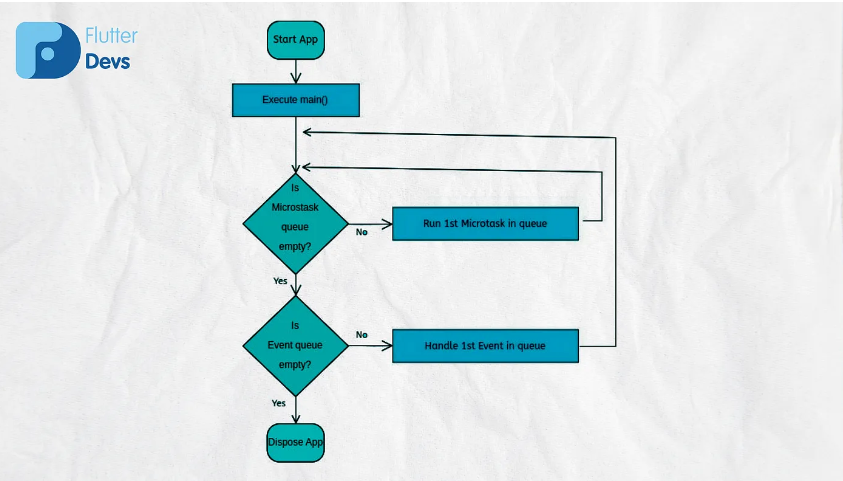 Flutter
Devs
Start App
Execute main()
Is
Microstask
queue
empty?
No
Run 1st Microtask in queue
Yes
Is
Event queue
empty?
No
Handle 1st Event in queue
Yes
Dispose App